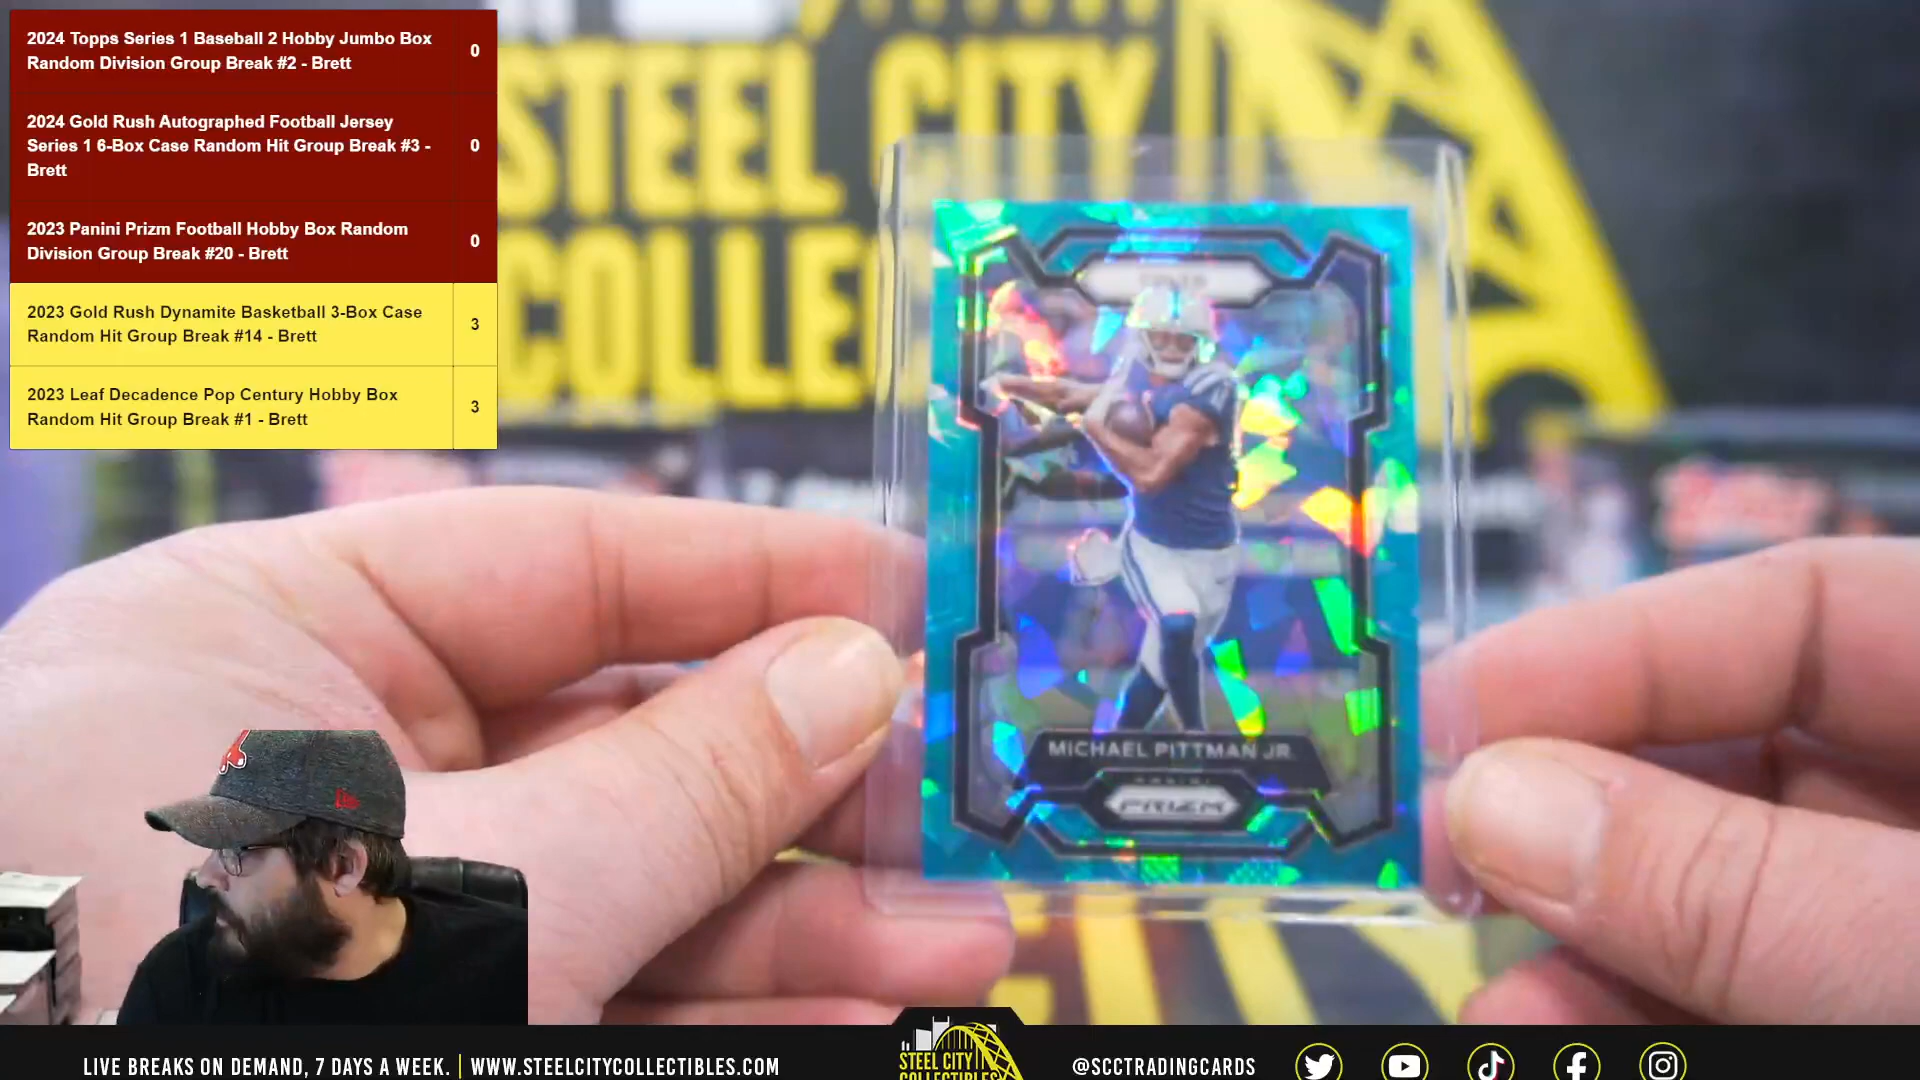 2024 Topps Series 1 Baseball 2 Hobby Jumbo Box
Random Division Group Break #2 - Brett
0
2024 Gold Rush Autographed Football Jersey
Series 1 6-Box Case Random Hit Group Break #3 -
Brett
0
2023 Panini Prizm Football Hobby Box Random
Division Group Break #20 - Brett
0
2023 Gold Rush Dynamite Basketball 3-Box Case
Random Hit Group Break #14 - Brett
3
2023 Leaf Decadence Pop Century Hobby Box
Random Hit Group Break #1 - Brett
3
STEEL CITY
COLLEC
MICHAEL PITTMAN JR.
PANINI
PRIZM
LIVE BREAKS ON DEMAND, 7 DAYS A WEEK. | WWW.STEELCITYCOLLECTIBLES.COM
STEEL CITY
COLLECTIBLES
@SCCTRADINGCARDS